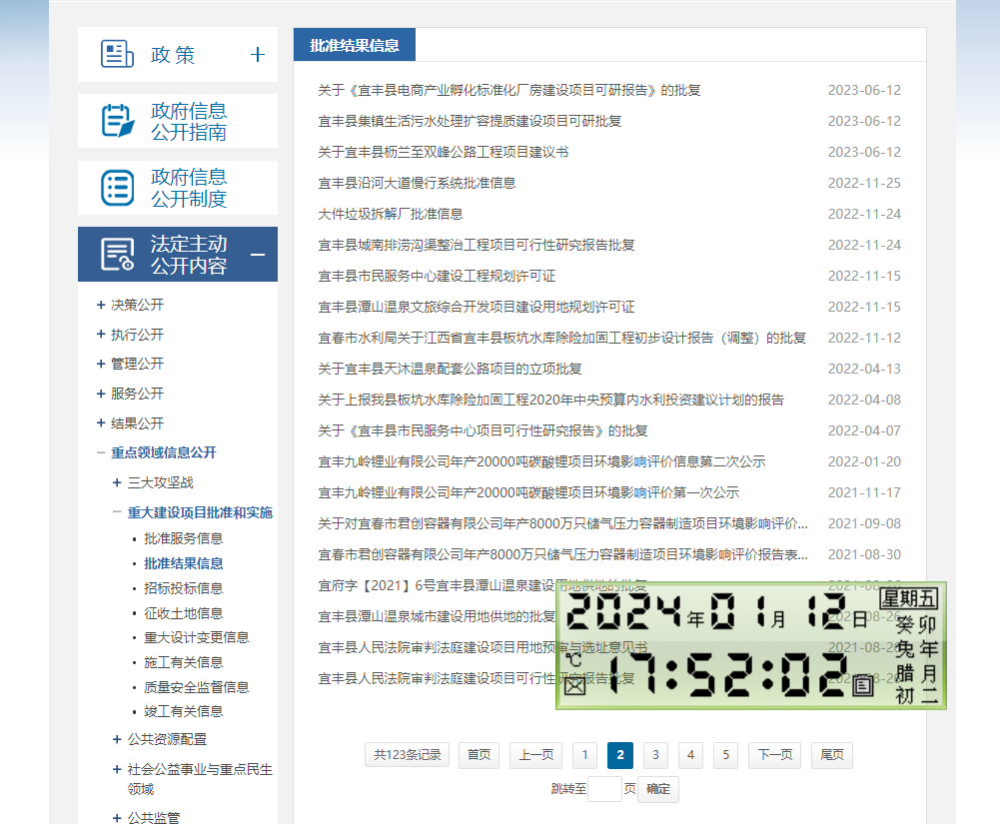 政 策 +
政府信息
公开指南
政府信息
公开制度
法定主动
公开内容
+ 决策公开
+ 执行公开
+ 管理公开
+ 服务公开
+ 结果公开
— 重点领域信息公开
+ 三大攻坚战
— 重大建设项目批准和实施
• 批准服务信息
• 批准结果信息
• 招标投标信息
• 征收土地信息
• 重大设计变更信息
• 施工有关信息
• 质量安全监督信息
• 竣工有关信息
+ 公共资源配置
+ 社会公益事业与重点民生
领域
+ 公共监管
批准结果信息
关于《宜丰县电商产业孵化标准化厂房建设项目可研报告》的批复 2023-06-12
宜丰县集镇生活污水处理扩容提质建设项目可研批复 2023-06-12
关于宜丰县枥兰至双峰公路工程项目建议书 2023-06-12
宜丰县沿河大道慢行系统批准信息 2022-11-25
大件垃圾拆解厂批准信息 2022-11-24
宜丰县城南排涝沟渠整治工程项目可行性研究报告批复 2022-11-24
宜丰县市民服务中心建设工程规划许可证 2022-11-15
宜丰县潭山温泉文旅综合开发项目建设用地规划许可证 2022-11-15
宜春市水利局关于江西省宜丰县板坑水库除险加固工程初步设计报告（调整）的批复 2022-11-12
关于宜丰县天沐温泉配套公路项目的立项批复 2022-04-13
关于上报我县板坑水库除险加固工程2020年中央预算内水利投资建议计划的报告 2022-04-08
关于《宜丰县市民服务中心项目可行性研究报告》的批复 2022-04-07
宜丰九岭锂业有限公司年产20000吨碳酸锂项目环境影响评价信息第二次公示 2022-01-20
宜丰九岭锂业有限公司年产20000吨碳酸锂项目环境影响评价第一次公示 2021-11-17
关于对宜春市君创容器有限公司年产8000万只储气压力容器制造项目环境影响评价... 2021-09-08
宜春市君创容器有限公司年产8000万只储气压力容器制造项目环境影响评价报告表... 2021-08-30
宜府字【2021】6号宜丰县潭山温泉建设用地供地的批复 2021-08-26
宜丰县潭山温泉城市建设用地供地的批复 2021-08-26
宜丰县人民法院审判法庭建设项目用地预审与选址意见书 2021-08-26
宜丰县人民法院审判法庭建设项目可行性研究报告批复 2021-08-26
2024年01月12日 星期五
℃ 17:52:02
癸卯
兔年
腊月
初二
共123条记录 首页 上一页 1 2 3 4 5 下一页 尾页
跳转至 页 确定